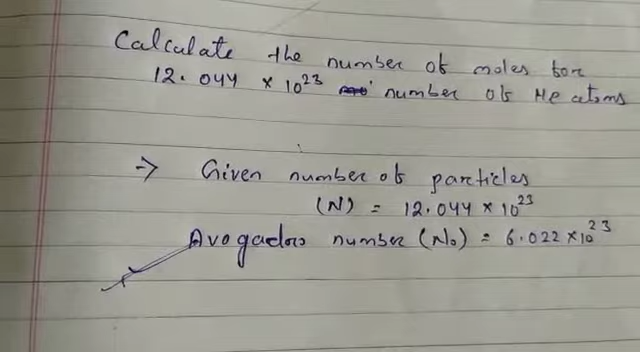 Calculate the number of moles for
12.044 × 10²³ number of He atoms
→ Given number of particles
(N) = 12.044 × 10²³
Avogadros number (N₀) = 6.022 × 10²³